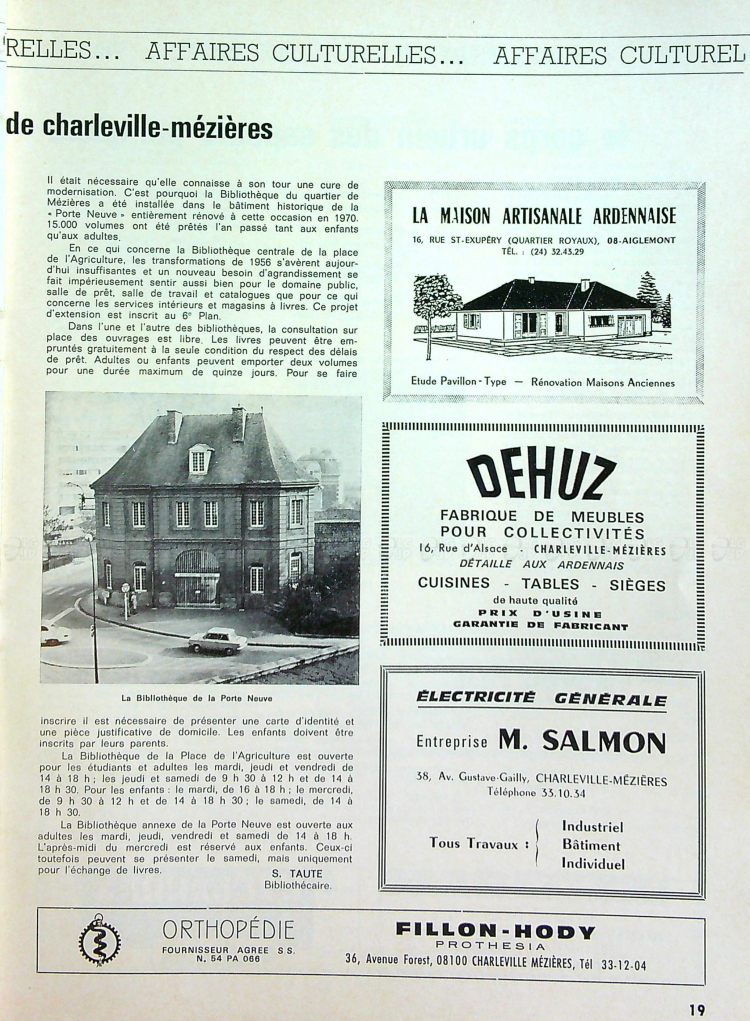 RELLES... AFFAIRES CULTURELLES... AFFAIRES CULTUREL
de charleville-mézières
Il était nécessaire qu'elle connaisse à son tour une cure de
modernisation. C'est pourquoi la Bibliothèque du quartier de
Mézières a été installée dans le bâtiment historique de la
« Porte Neuve » entièrement rénové à cette occasion en 1970.
15.000 volumes ont été prêtés l'an passé tant aux enfants
qu'aux adultes.
En ce qui concerne la Bibliothèque centrale de la place
de l'Agriculture, les transformations de 1956 s'avèrent aujour-
d'hui insuffisantes et un nouveau besoin d'agrandissement se
fait impérieusement sentir aussi bien pour le domaine public,
salle de prêt, salle de travail et catalogues que pour ce qui
concerne les services intérieurs et magasins à livres. Ce projet
d'extension est inscrit au 6e Plan.
Dans l'une et l'autre des bibliothèques, la consultation sur
place des ouvrages est libre. Les livres peuvent être em-
pruntés gratuitement à la seule condition du respect des délais
de prêt. Adultes ou enfants peuvent emporter deux volumes
pour une durée maximum de quinze jours. Pour se faire
La Bibliothèque de la Porte Neuve
inscrire il est nécessaire de présenter une carte d'identité et
une pièce justificative de domicile. Les enfants doivent être
inscrits par leurs parents.
La Bibliothèque de la Place de l'Agriculture est ouverte
pour les étudiants et adultes les mardi, jeudi et vendredi de
14 à 18 h ; les jeudi et samedi de 9 h 30 à 12 h et de 14 à
18 h 30. Pour les enfants : le mardi, de 16 à 18 h ; le mercredi,
de 9 h 30 à 12 h et de 14 à 18 h 30 ; le samedi, de 14 à
18 h 30.
La Bibliothèque annexe de la Porte Neuve est ouverte aux
adultes les mardi, jeudi, vendredi et samedi de 14 à 18 h.
L'après-midi du mercredi est réservé aux enfants. Ceux-ci
toutefois peuvent se présenter le samedi, mais uniquement
pour l'échange de livres.
S. TAUTE
Bibliothécaire.
LA MAISON ARTISANALE ARDENNAISE
16, RUE ST-EXUPÉRY (QUARTIER ROYAUX), 08-AIGLEMONT
TÉL. : (24) 32.43.29
Etude Pavillon-Type — Rénovation Maisons Anciennes
DEHUZ
FABRIQUE DE MEUBLES
POUR COLLECTIVITÉS
16, Rue d'Alsace - CHARLEVILLE-MÉZIÈRES
DÉTAILLE AUX ARDENNAIS
CUISINES - TABLES - SIÈGES
de haute qualité
PRIX D'USINE
GARANTIE DE FABRICANT
ÉLECTRICITÉ GÉNÉRALE
Entreprise M. SALMON
38, Av. Gustave-Gailly, CHARLEVILLE-MÉZIÈRES
Téléphone 33.10.34
Tous Travaux :
Industriel
Bâtiment
Individuel
ORTHOPÉDIE
FOURNISSEUR AGREE S S.
N. 54 PA 066
FILLON-HODY
PROTHESIA
36, Avenue Forest, 08100 CHARLEVILLE MÉZIÈRES, Tél 33-12-04
19